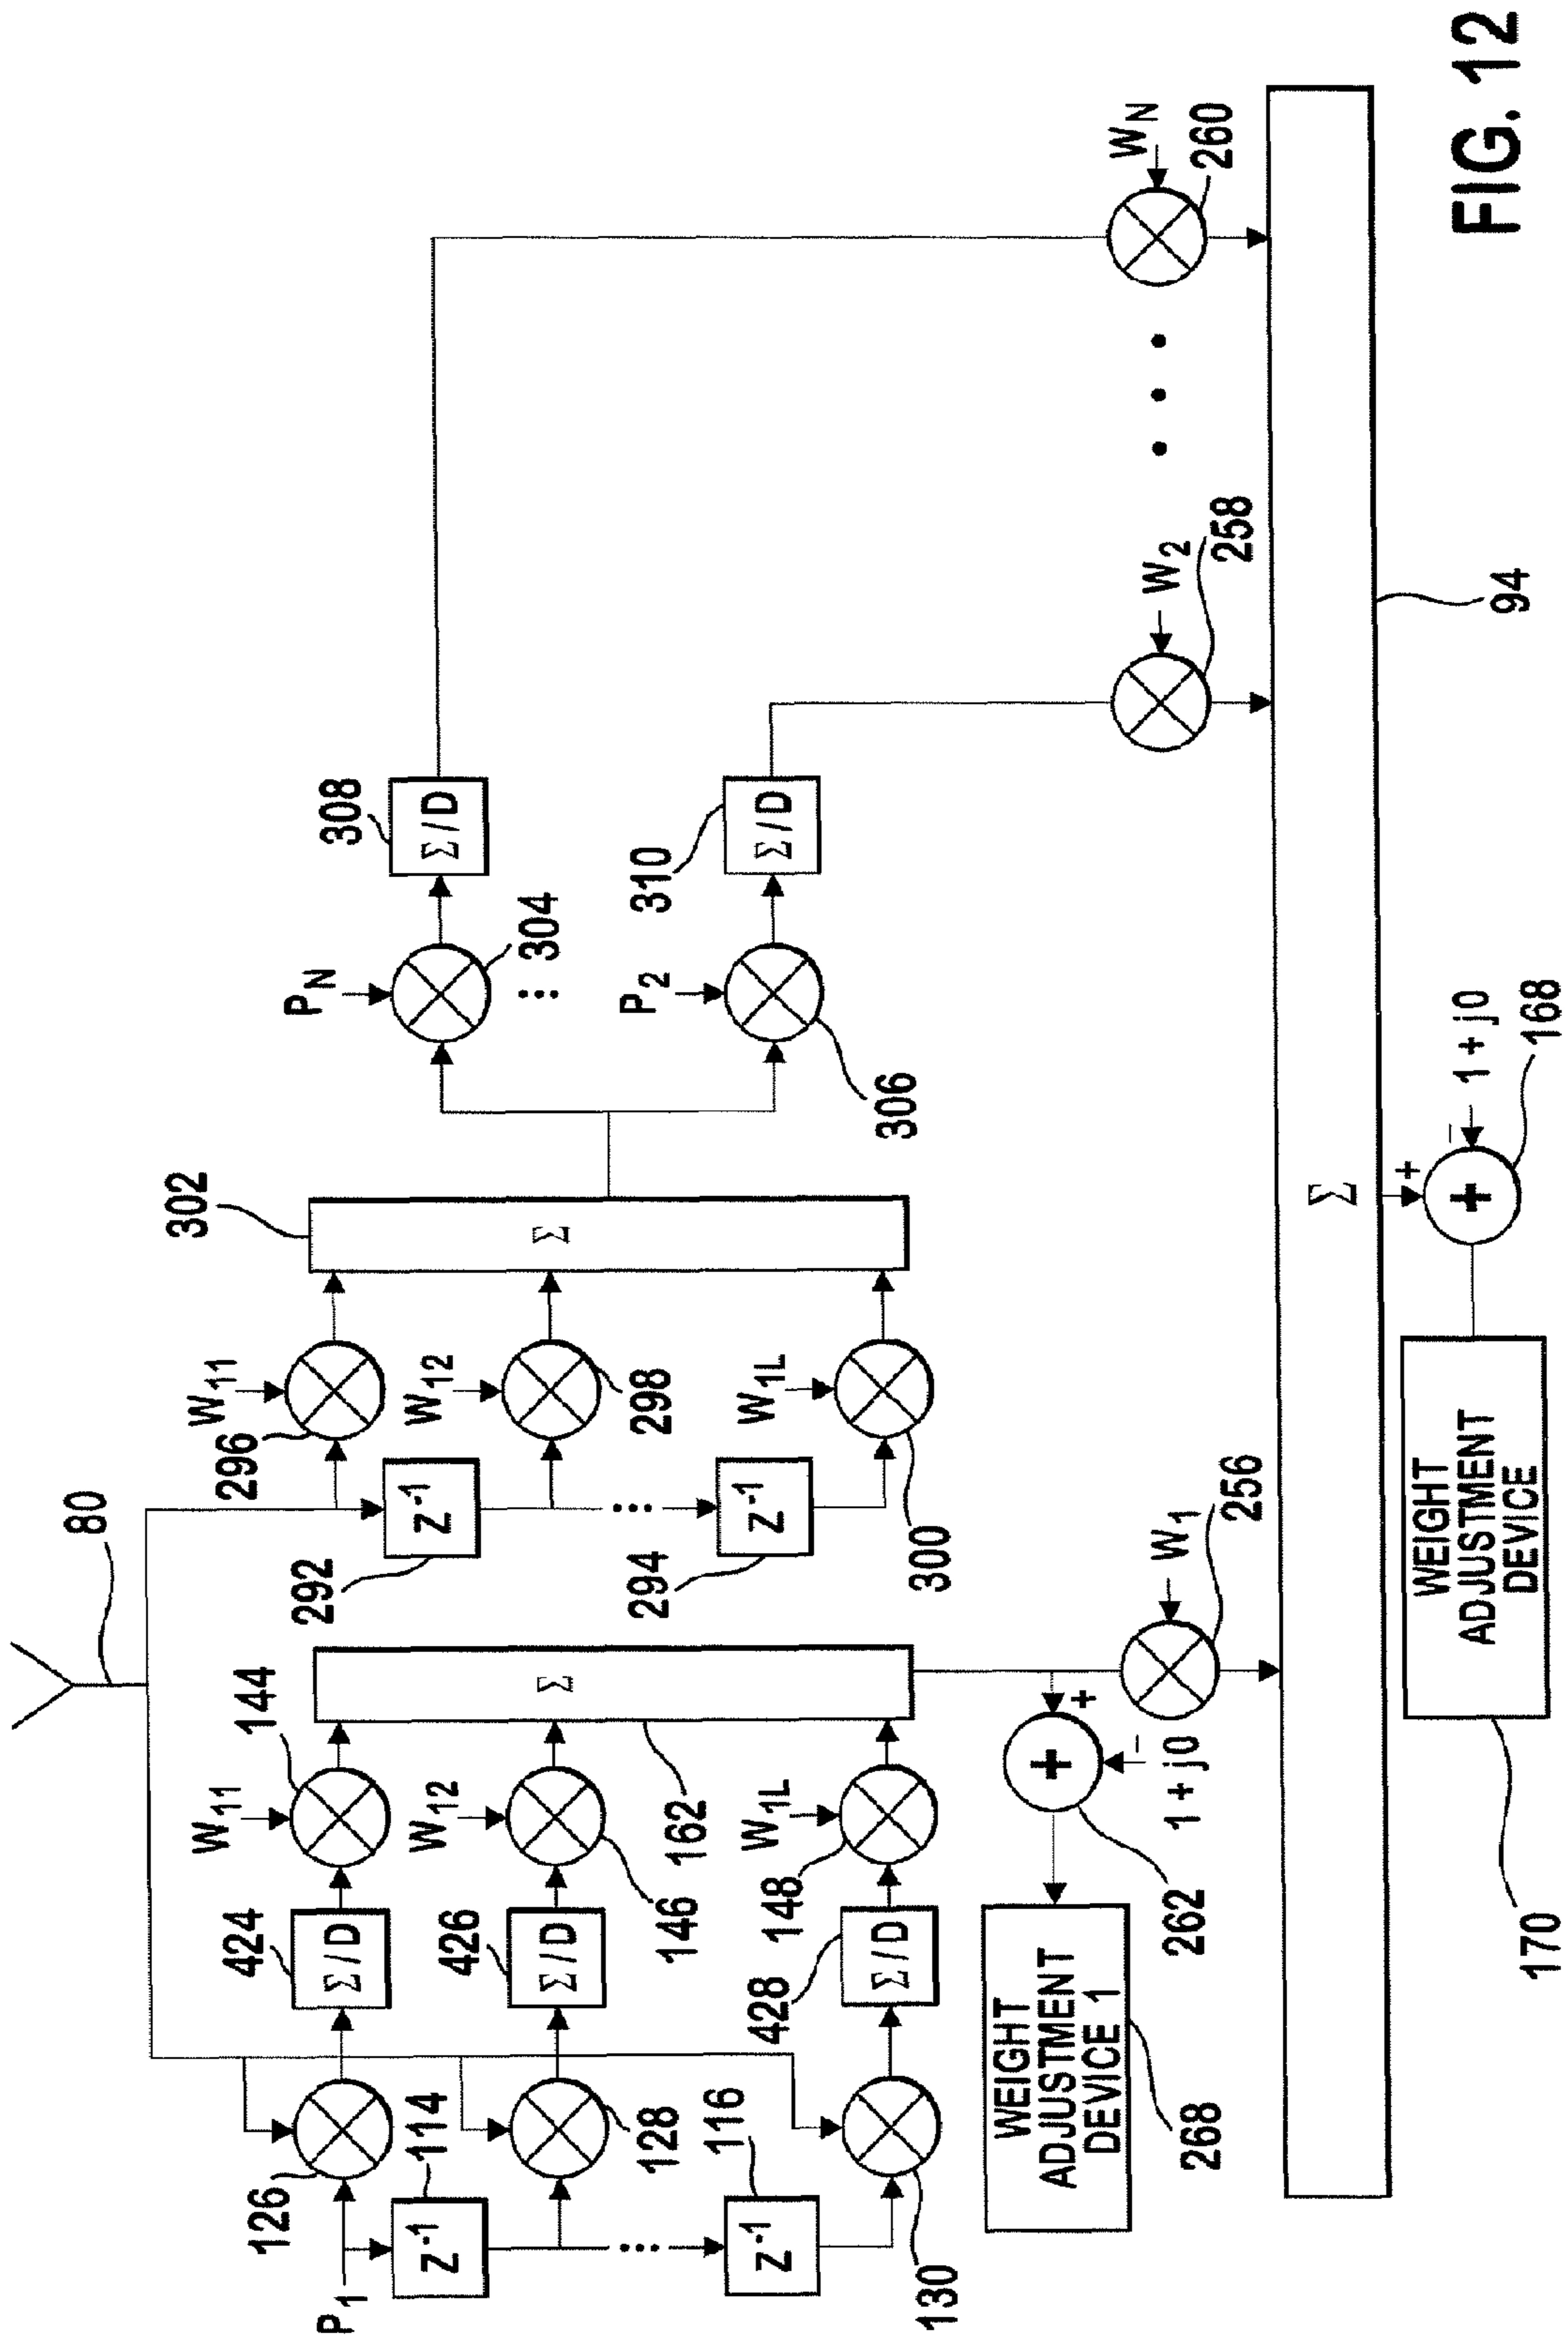 80
P1
126
114
Z-1
128
116
Z-1
130
424
Σ/D
426
Σ/D
428
Σ/D
W11
144
W12
146
W1L
148
Σ
162
292
Z-1
294
Z-1
W11
296
W12
298
W1L
300
302
Σ
PN
304
P2
306
308
Σ/D
310
Σ/D
WEIGHT
ADJUSTMENT
DEVICE 1
268
+
+
−
1 + j0
262
W1
256
W2
258
WN
260
Σ
94
+
+
−
1 + j0
168
WEIGHT
ADJUSTMENT
DEVICE
170
FIG. 12